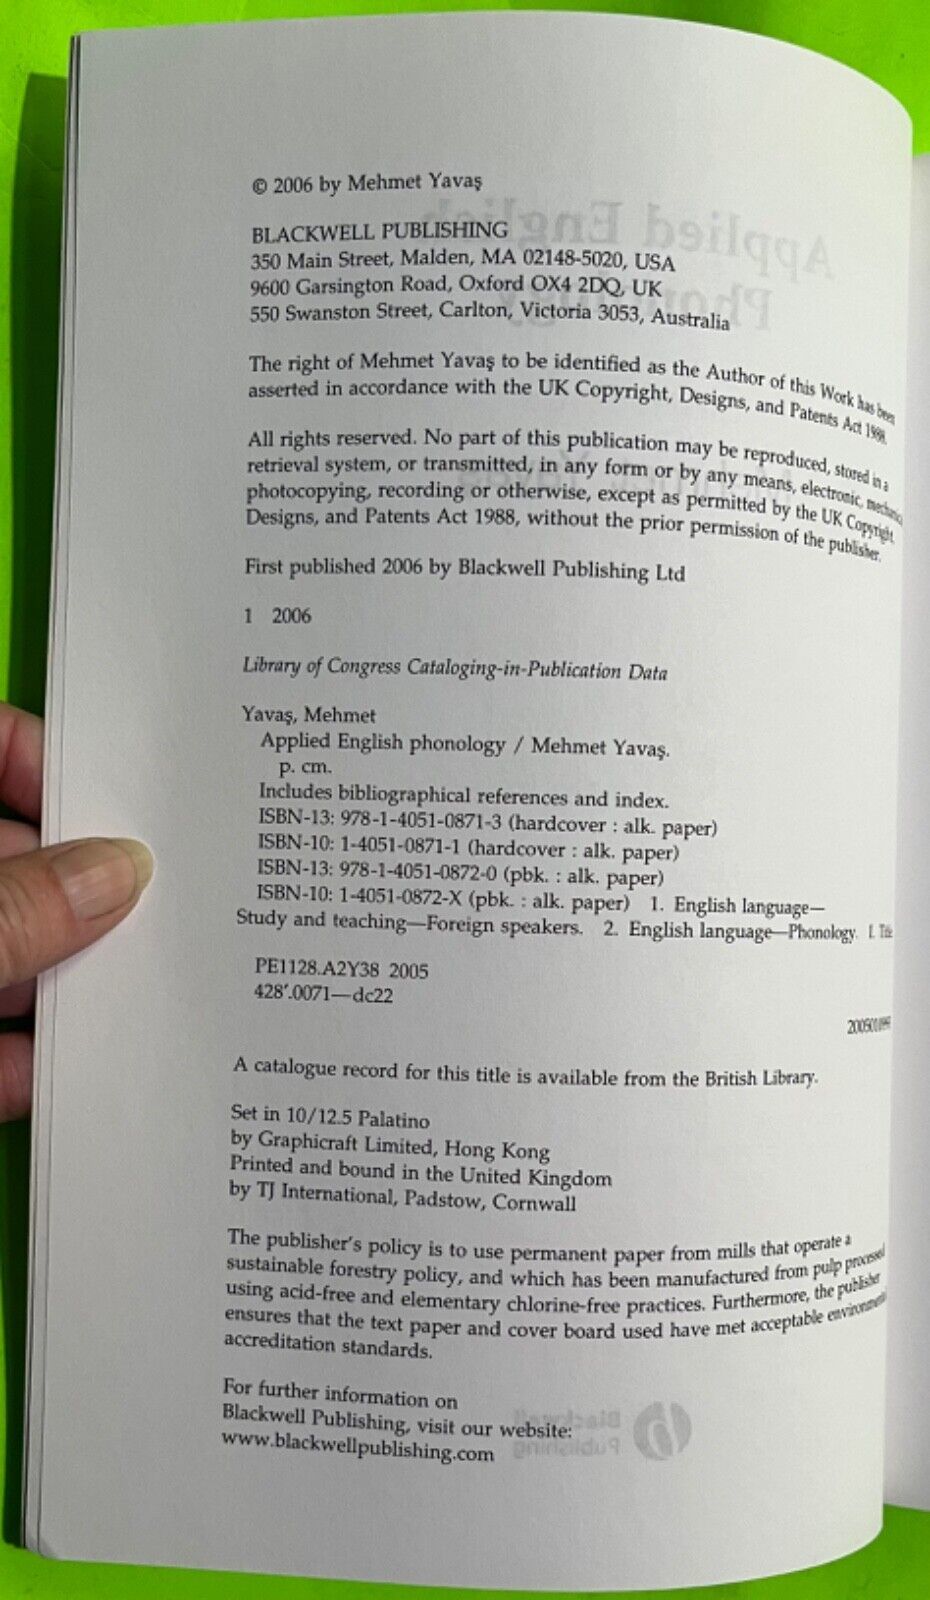 © 2006 by Mehmet Yavaş
BLACKWELL PUBLISHING
350 Main Street, Malden, MA 02148-5020, USA
9600 Garsington Road, Oxford OX4 2DQ, UK
550 Swanston Street, Carlton, Victoria 3053, Australia
The right of Mehmet Yavaş to be identified as the Author of this Work has been
asserted in accordance with the UK Copyright, Designs, and Patents Act 1988.
All rights reserved. No part of this publication may be reproduced, stored in a
retrieval system, or transmitted, in any form or by any means, electronic, mechanic
photocopying, recording or otherwise, except as permitted by the UK Copyright,
Designs, and Patents Act 1988, without the prior permission of the publisher.
First published 2006 by Blackwell Publishing Ltd
1 2006
Library of Congress Cataloging-in-Publication Data
Yavaş, Mehmet
Applied English phonology / Mehmet Yavaş.
p. cm.
Includes bibliographical references and index.
ISBN-13: 978-1-4051-0871-3 (hardcover : alk. paper)
ISBN-10: 1-4051-0871-1 (hardcover : alk. paper)
ISBN-13: 978-1-4051-0872-0 (pbk. : alk. paper)
ISBN-10: 1-4051-0872-X (pbk. : alk. paper) 1. English language—
Study and teaching—Foreign speakers. 2. English language—Phonology. I. Title
PE1128.A2Y38 2005
428′.0071—dc22
A catalogue record for this title is available from the British Library.
Set in 10/12.5 Palatino
by Graphicraft Limited, Hong Kong
Printed and bound in the United Kingdom
by TJ International, Padstow, Cornwall
The publisher's policy is to use permanent paper from mills that operate a
sustainable forestry policy, and which has been manufactured from pulp processed
using acid-free and elementary chlorine-free practices. Furthermore, the publisher
ensures that the text paper and cover board used have met acceptable environmental
accreditation standards.
For further information on
Blackwell Publishing, visit our website:
www.blackwellpublishing.com